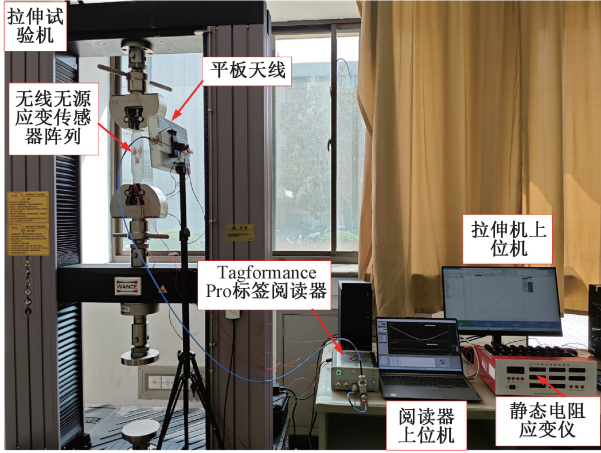 拉伸试
验机
平板天线
无线无源
应变传感
器阵列
拉伸机上
位机
Tagformance
Pro标签阅读器
WANCE
阅读器
上位机
静态电阻
应变仪